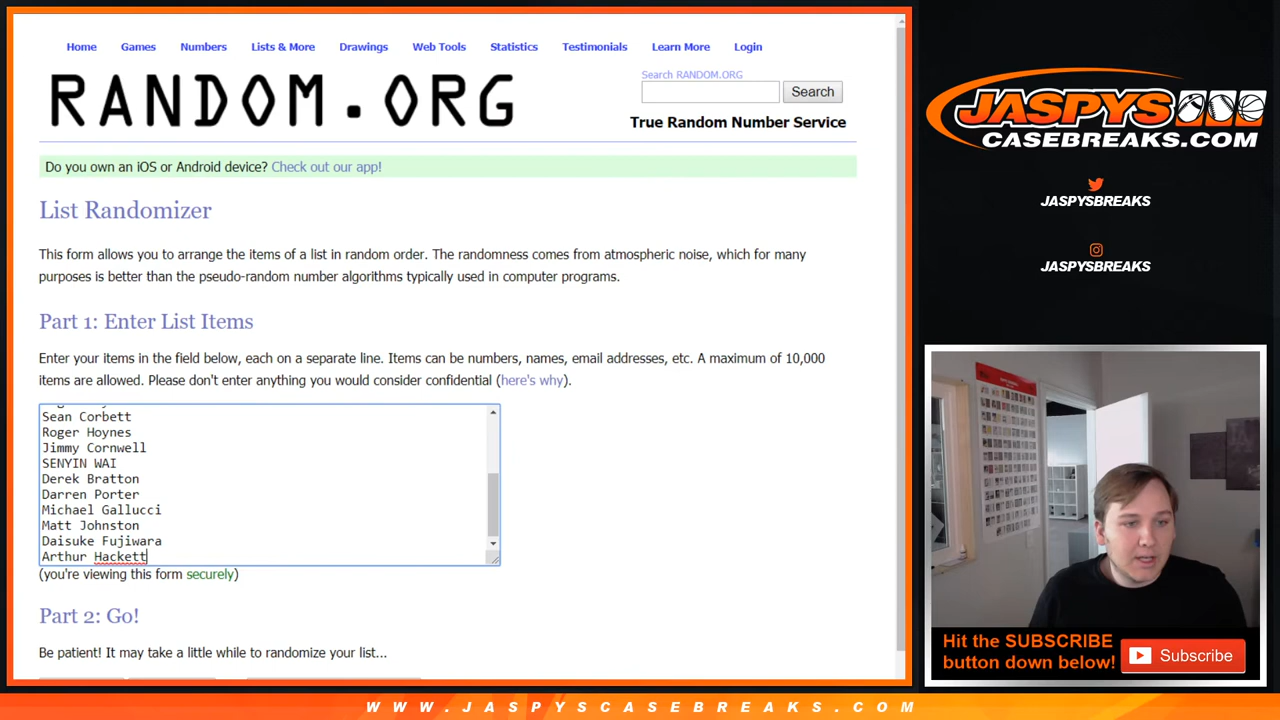 Home Games Numbers Lists & More Drawings Web Tools Statistics Testimonials Learn More Login
RANDOM.ORG
Search RANDOM.ORG
Search
True Random Number Service
Do you own an iOS or Android device? Check out our app!
List Randomizer
This form allows you to arrange the items of a list in random order. The randomness comes from atmospheric noise, which for many
purposes is better than the pseudo-random number algorithms typically used in computer programs.
Part 1: Enter List Items
Enter your items in the field below, each on a separate line. Items can be numbers, names, email addresses, etc. A maximum of 10,000
items are allowed. Please don't enter anything you would consider confidential (here's why).
Sean Corbett
Roger Hoynes
Jimmy Cornwell
SENYIN WAI
Derek Bratton
Darren Porter
Michael Gallucci
Matt Johnston
Daisuke Fujiwara
Arthur Hackett
(you're viewing this form securely)
Part 2: Go!
Be patient! It may take a little while to randomize your list...
JASPYS
CASEBREAKS.COM
JASPYSBREAKS
JASPYSBREAKS
Hit the SUBSCRIBE
button down below!
Subscribe
WWW.JASPYSCASEBREAKS.COM